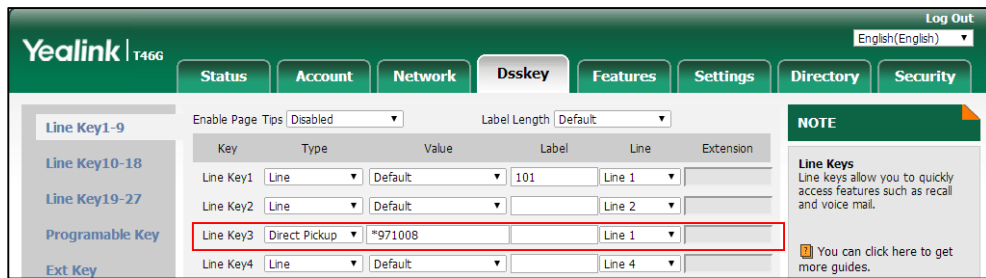 Log Out
Yealink T46G
English(English)
Status Account Network Dsskey Features Settings Directory Security
Line Key1-9
Line Key10-18
Line Key19-27
Programable Key
Ext Key
Enable Page Tips Disabled Label Length Default
Key Type Value Label Line Extension
Line Key1 Line Default 101 Line 1
Line Key2 Line Default Line 2
Line Key3 Direct Pickup *971008 Line 1
Line Key4 Line Default Line 4
NOTE
Line Keys
Line keys allow you to quickly
access features such as recall
and voice mail.
You can click here to get
more guides.